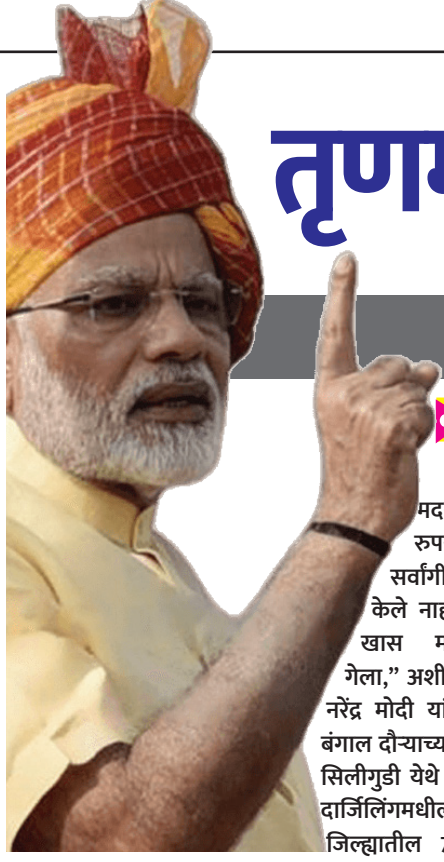 तृणम
मद
रुप
सर्वांगी
केले नाह
खास म
गेला,” अशी
नरेंद्र मोदी यां
बंगाल दौऱ्याच्य
सिलीगुडी येथे
दार्जिलिंगमधील
जिल्ह्यातील